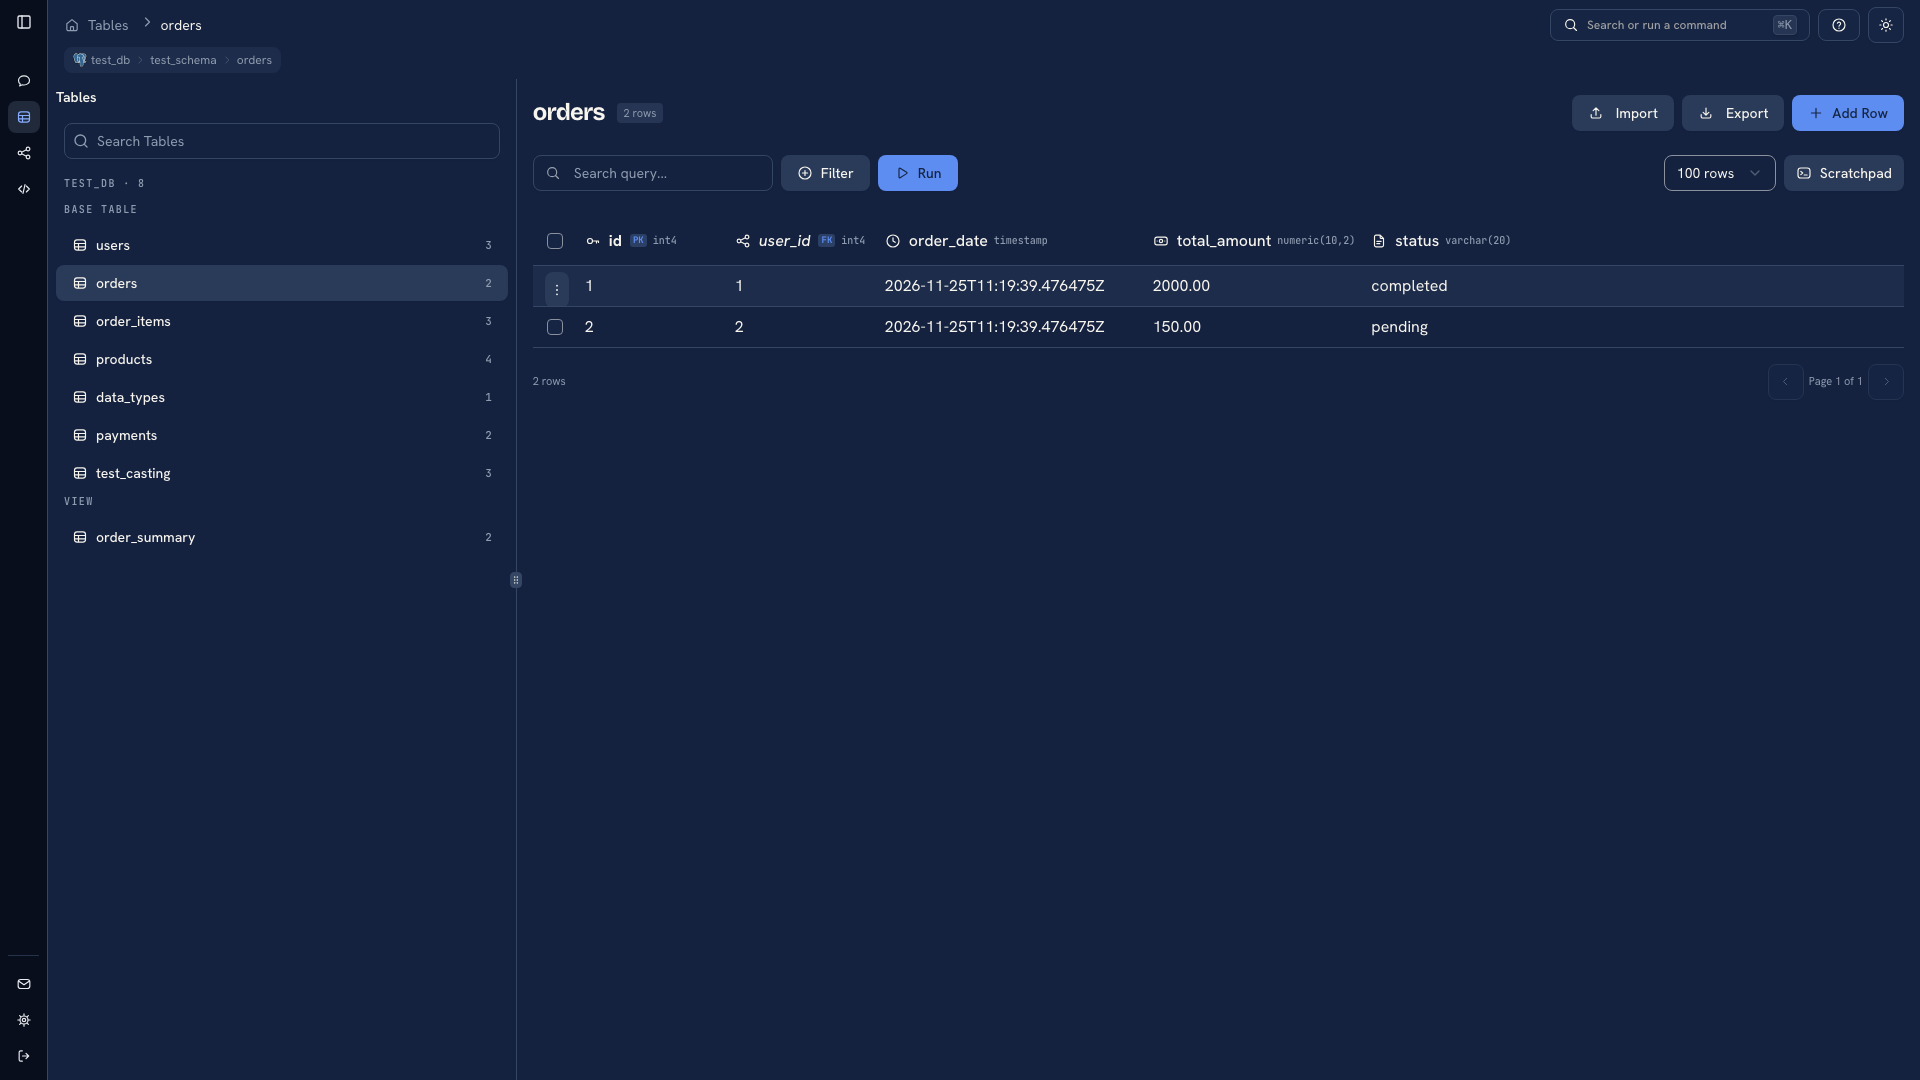 Tables > orders
Search or run a command ⌘K
test_db > test_schema > orders
Tables
Search Tables
TEST_DB · 8
BASE TABLE
users 3
orders 2
order_items 3
products 4
data_types 1
payments 2
test_casting 3
VIEW
order_summary 2
orders 2 rows
Import Export Add Row
Search query... Filter Run 100 rows Scratchpad
id PK int4 user_id FK int4 order_date timestamp total_amount numeric(10,2) status varchar(20)
1 1 2026-11-25T11:19:39.476475Z 2000.00 completed
2 2 2026-11-25T11:19:39.476475Z 150.00 pending
2 rows Page 1 of 1